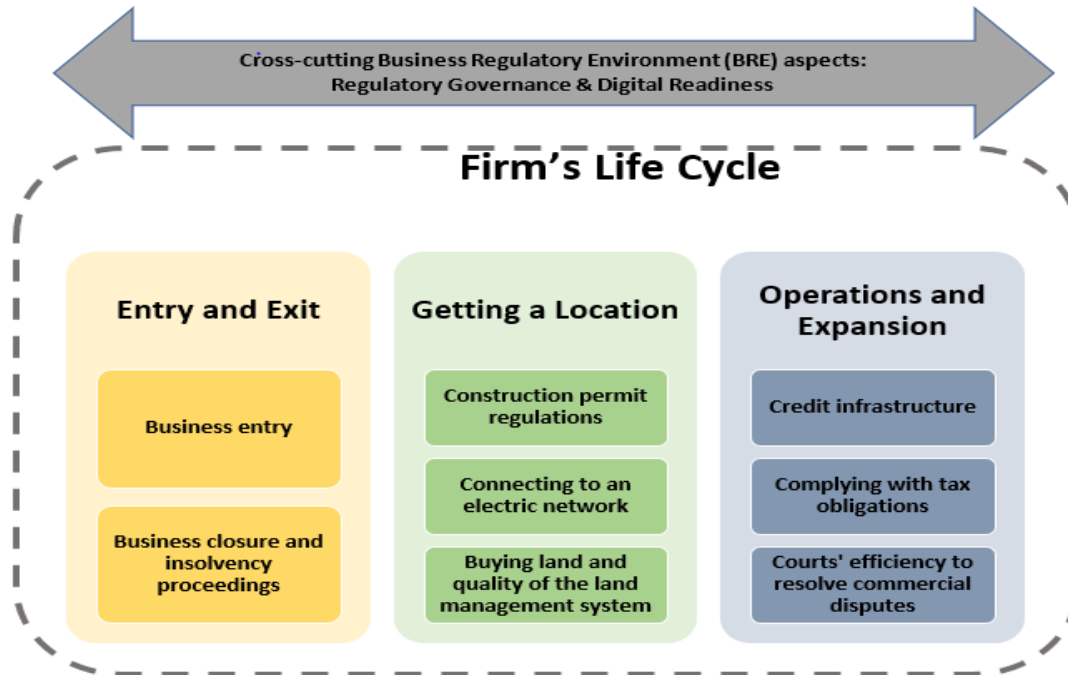 Cross-cutting Business Regulatory Environment (BRE) aspects:
Regulatory Governance & Digital Readiness
Firm's Life Cycle
Entry and Exit
Business entry
Business closure and
insolvency
proceedings
Getting a Location
Construction permit
regulations
Connecting to an
electric network
Buying land and
quality of the land
management system
Operations and
Expansion
Credit infrastructure
Complying with tax
obligations
Courts' efficiency to
resolve commercial
disputes